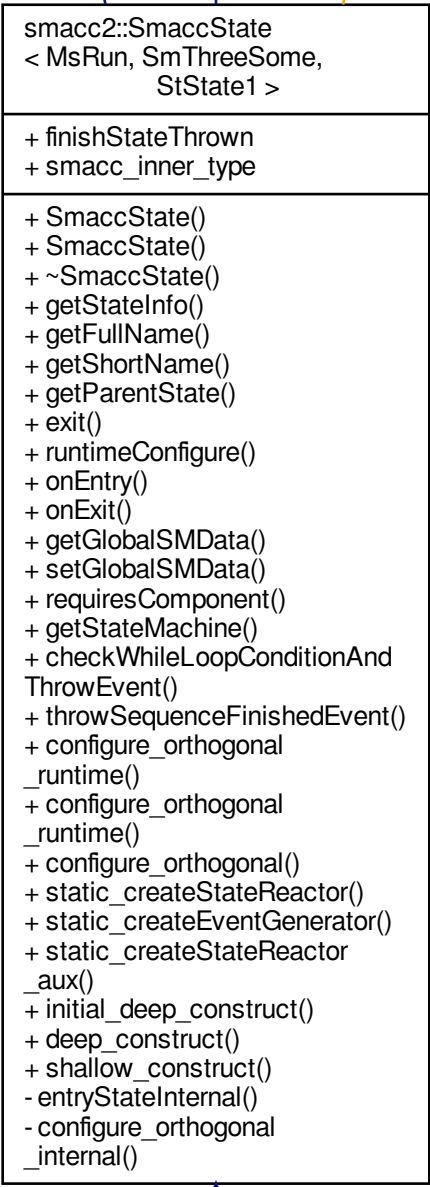 smacc2::SmaccState
< MsRun, SmThreeSome,
StState1 >
+ finishStateThrown
+ smacc_inner_type
+ SmaccState()
+ SmaccState()
+ ~SmaccState()
+ getStateInfo()
+ getFullName()
+ getShortName()
+ getParentState()
+ exit()
+ runtimeConfigure()
+ onEntry()
+ onExit()
+ getGlobalSMData()
+ setGlobalSMData()
+ requiresComponent()
+ getStateMachine()
+ checkWhileLoopConditionAnd
ThrowEvent()
+ throwSequenceFinishedEvent()
+ configure_orthogonal
_runtime()
+ configure_orthogonal
_runtime()
+ configure_orthogonal()
+ static_createStateReactor()
+ static_createEventGenerator()
+ static_createStateReactor
_aux()
+ initial_deep_construct()
+ deep_construct()
+ shallow_construct()
- entryStateInternal()
- configure_orthogonal
_internal()